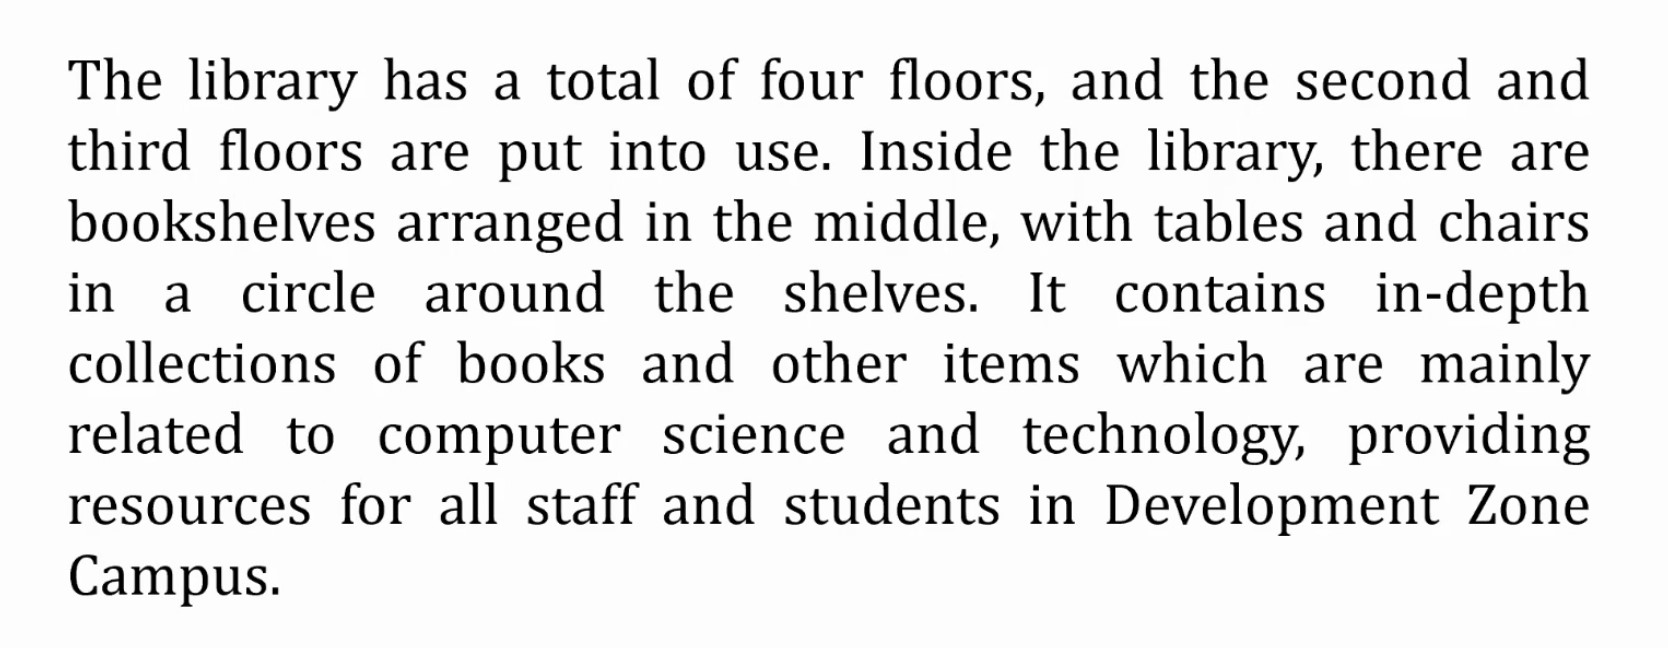 The library has a total of four floors, and the second and
third floors are put into use. Inside the library, there are
bookshelves arranged in the middle, with tables and chairs
in a circle around the shelves. It contains in-depth
collections of books and other items which are mainly
related to computer science and technology, providing
resources for all staff and students in Development Zone
Campus.